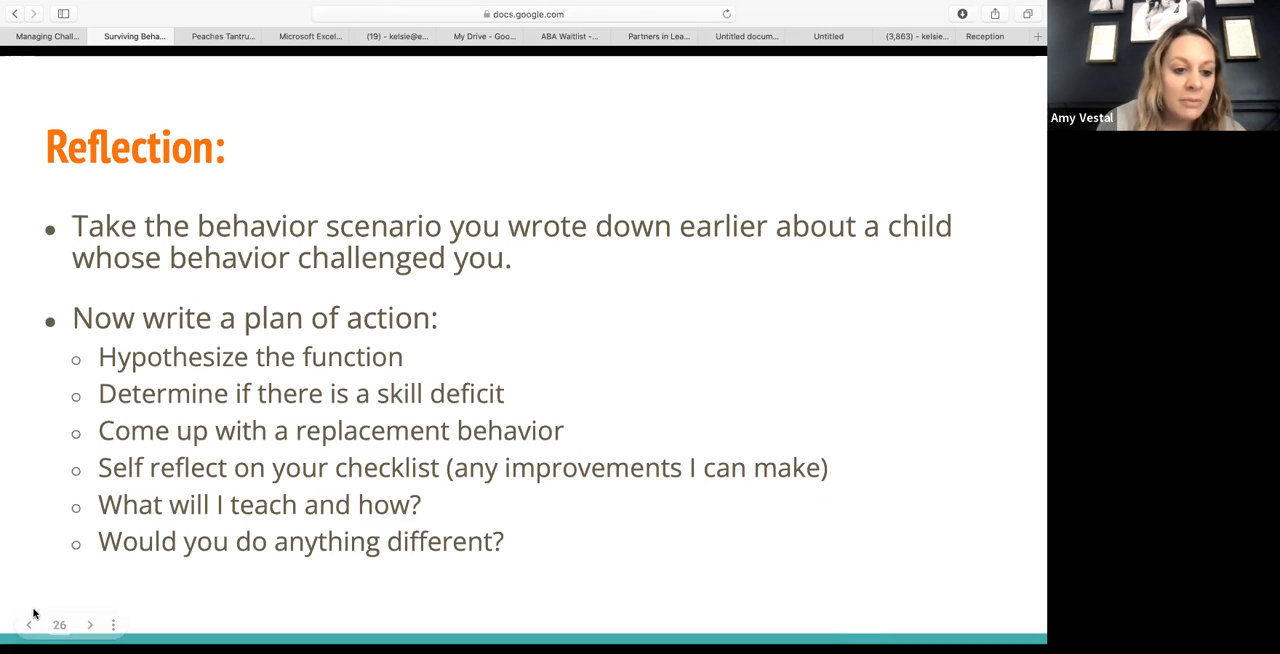 docs.google.com
Managing Chall...
Surviving Beha...
Peaches Tantru...
Microsoft Excel...
(19) - kelsie@e...
My Drive - Goo...
ABA Waitlist -...
Partners in Lea...
Untitled docum...
Untitled
(3,863) - kelsie...
Reception
Amy Vestal
Reflection:
• Take the behavior scenario you wrote down earlier about a child
whose behavior challenged you.
• Now write a plan of action:
○ Hypothesize the function
○ Determine if there is a skill deficit
○ Come up with a replacement behavior
○ Self reflect on your checklist (any improvements I can make)
○ What will I teach and how?
○ Would you do anything different?
26